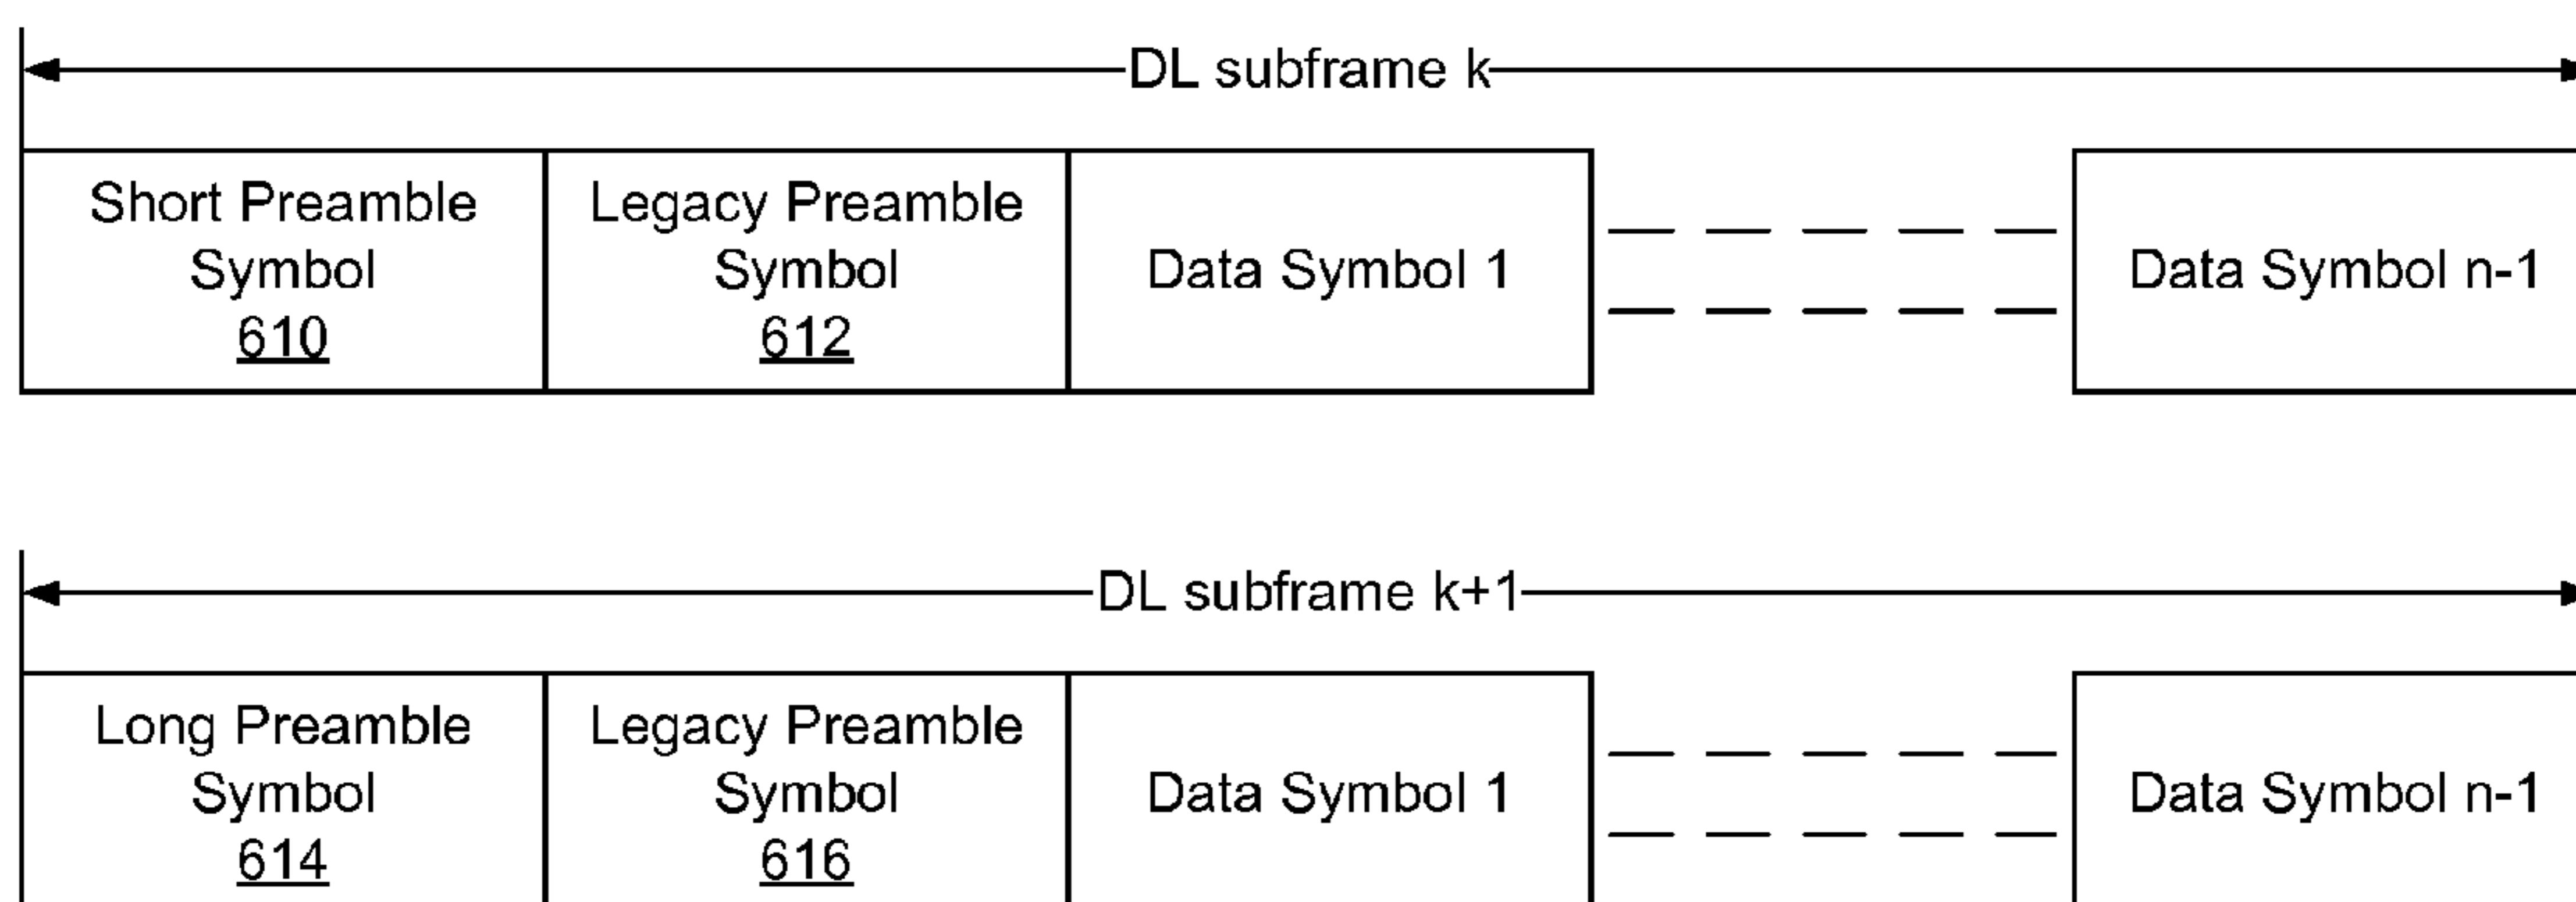 DL subframe k
Short Preamble
Symbol
610
Legacy Preamble
Symbol
612
Data Symbol 1
Data Symbol n-1
DL subframe k+1
Long Preamble
Symbol
614
Legacy Preamble
Symbol
616
Data Symbol 1
Data Symbol n-1